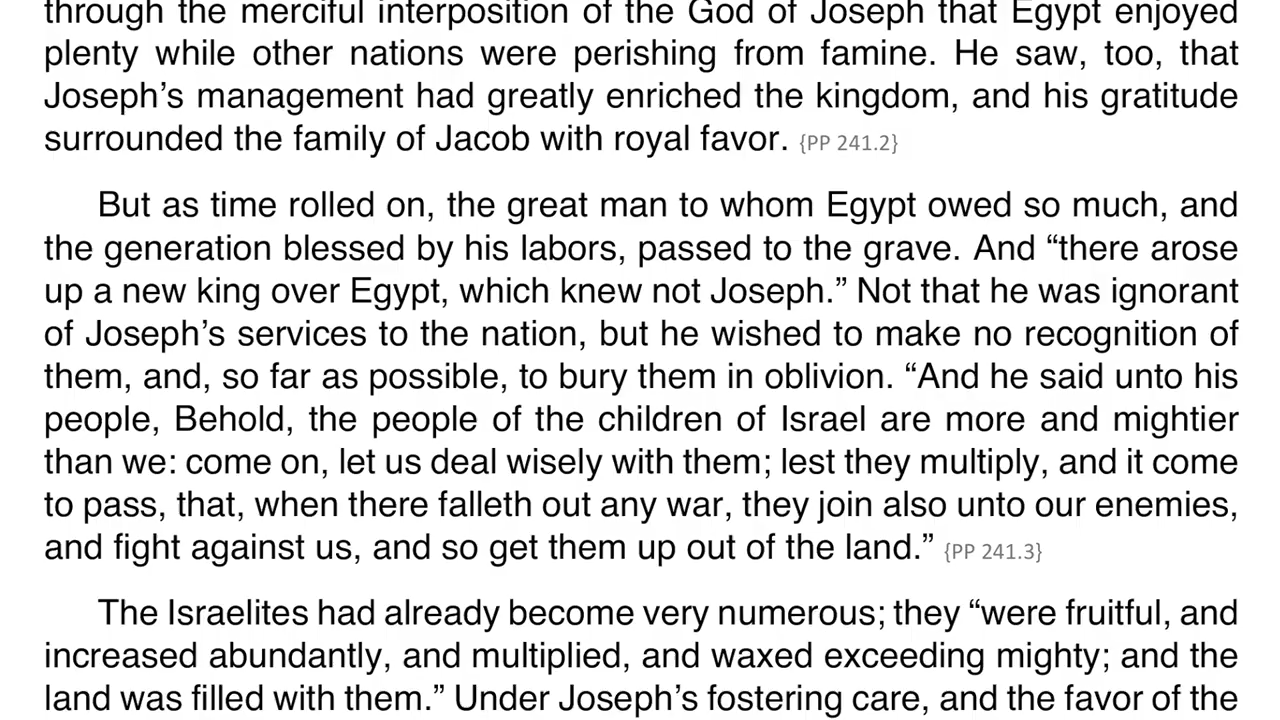 through the merciful interposition of the God of Joseph that Egypt enjoyed
plenty while other nations were perishing from famine. He saw, too, that
Joseph’s management had greatly enriched the kingdom, and his gratitude
surrounded the family of Jacob with royal favor. {PP 241.2}
But as time rolled on, the great man to whom Egypt owed so much, and
the generation blessed by his labors, passed to the grave. And “there arose
up a new king over Egypt, which knew not Joseph.” Not that he was ignorant
of Joseph’s services to the nation, but he wished to make no recognition of
them, and, so far as possible, to bury them in oblivion. “And he said unto his
people, Behold, the people of the children of Israel are more and mightier
than we: come on, let us deal wisely with them; lest they multiply, and it come
to pass, that, when there falleth out any war, they join also unto our enemies,
and fight against us, and so get them up out of the land.” {PP 241.3}
The Israelites had already become very numerous; they “were fruitful, and
increased abundantly, and multiplied, and waxed exceeding mighty; and the
land was filled with them.” Under Joseph’s fostering care, and the favor of the